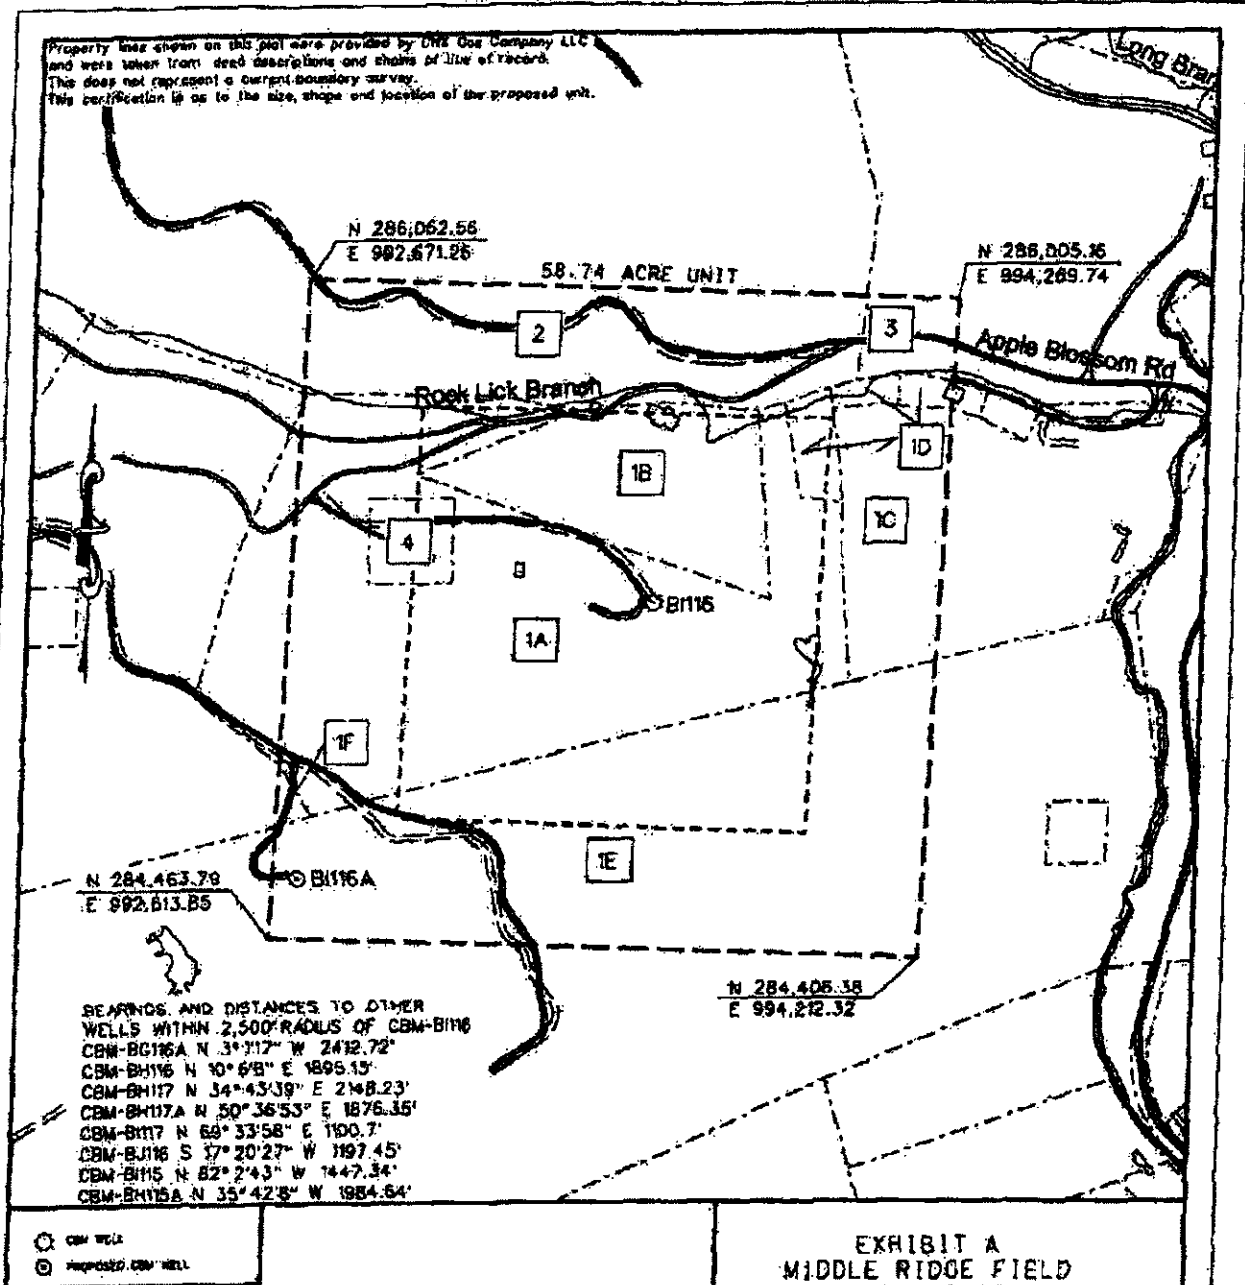 Property lines shown on this plat were provided by CNX Gas Company LLC
and were taken from deed descriptions and chains of title of record.
This does not represent a current boundary survey.
This certification is as to the size, shape and location of the proposed unit.
Long Bran
N 286,062.56
E 992,671.26
58.74 ACRE UNIT
N 286,005.16
E 994,269.74
2
3
Apple Blossom Rd
Rock Lick Branch
1D
1B
1C
4
BI116
1A
1F
1E
BI116A
N 284,463.79
E 992,613.85
N 284,406.38
E 994,212.32
BEARINGS AND DISTANCES TO OTHER
WELLS WITHIN 2,500' RADIUS OF CBM-BI116
CBM-BG116A N 3°1'17" W 2412.72'
CBM-BH116 N 10°6'8" E 1895.15'
CBM-BH117 N 34°43'39" E 2148.23'
CBM-BH117A N 50°36'53" E 1876.35'
CBM-BI117 N 69°33'58" E 1100.7'
CBM-BJ116 S 17°20'27" W 1197.45'
CBM-BI115 N 82°2'43" W 1447.34'
CBM-BH115A N 35°42'8" W 1984.64'
CBM WELL
PROPOSED CBM WELL
EXHIBIT A
MIDDLE RIDGE FIELD